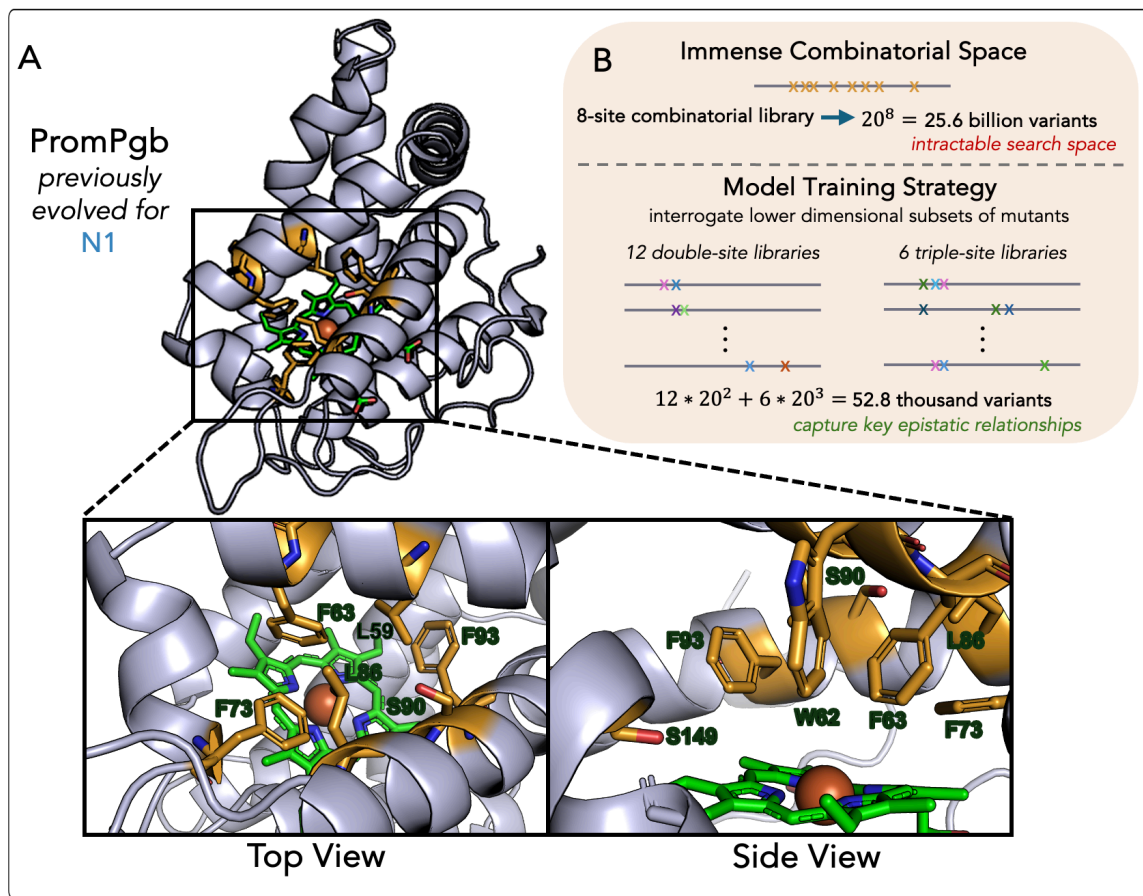 A
PromPgb
previously
evolved for
N1
B
Immense Combinatorial Space
8-site combinatorial library
20⁸ = 25.6 billion variants
intractable search space
Model Training Strategy
interrogate lower dimensional subsets of mutants
12 double-site libraries
6 triple-site libraries
12 * 20² + 6 * 20³ = 52.8 thousand variants
capture key epistatic relationships
F63
L59
F93
L86
F73
S90
Top View
S90
F93
L86
W62
F63
F73
S149
Side View